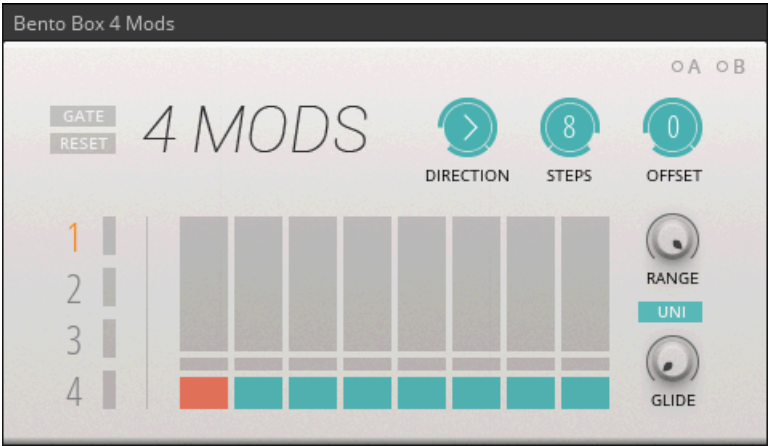 Bento Box 4 Mods
A B
GATE
RESET
4 MODS
8
0
DIRECTION STEPS OFFSET
1
2
3
4
RANGE
UNI
GLIDE